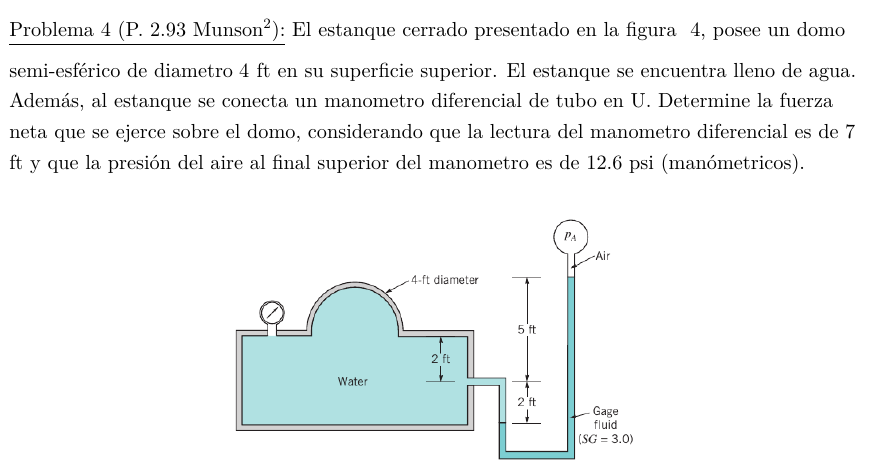 Problema 4 (P. 2.93 Munson²): El estanque cerrado presentado en la figura 4, posee un domo
semi-esférico de diametro 4 ft en su superficie superior. El estanque se encuentra lleno de agua.
Además, al estanque se conecta un manometro diferencial de tubo en U. Determine la fuerza
neta que se ejerce sobre el domo, considerando que la lectura del manometro diferencial es de 7
ft y que la presión del aire al final superior del manometro es de 12.6 psi (manómetricos).
pA
Air
4-ft diameter
5 ft
2 ft
Water
2 ft
Gage
fluid
(SG = 3.0)